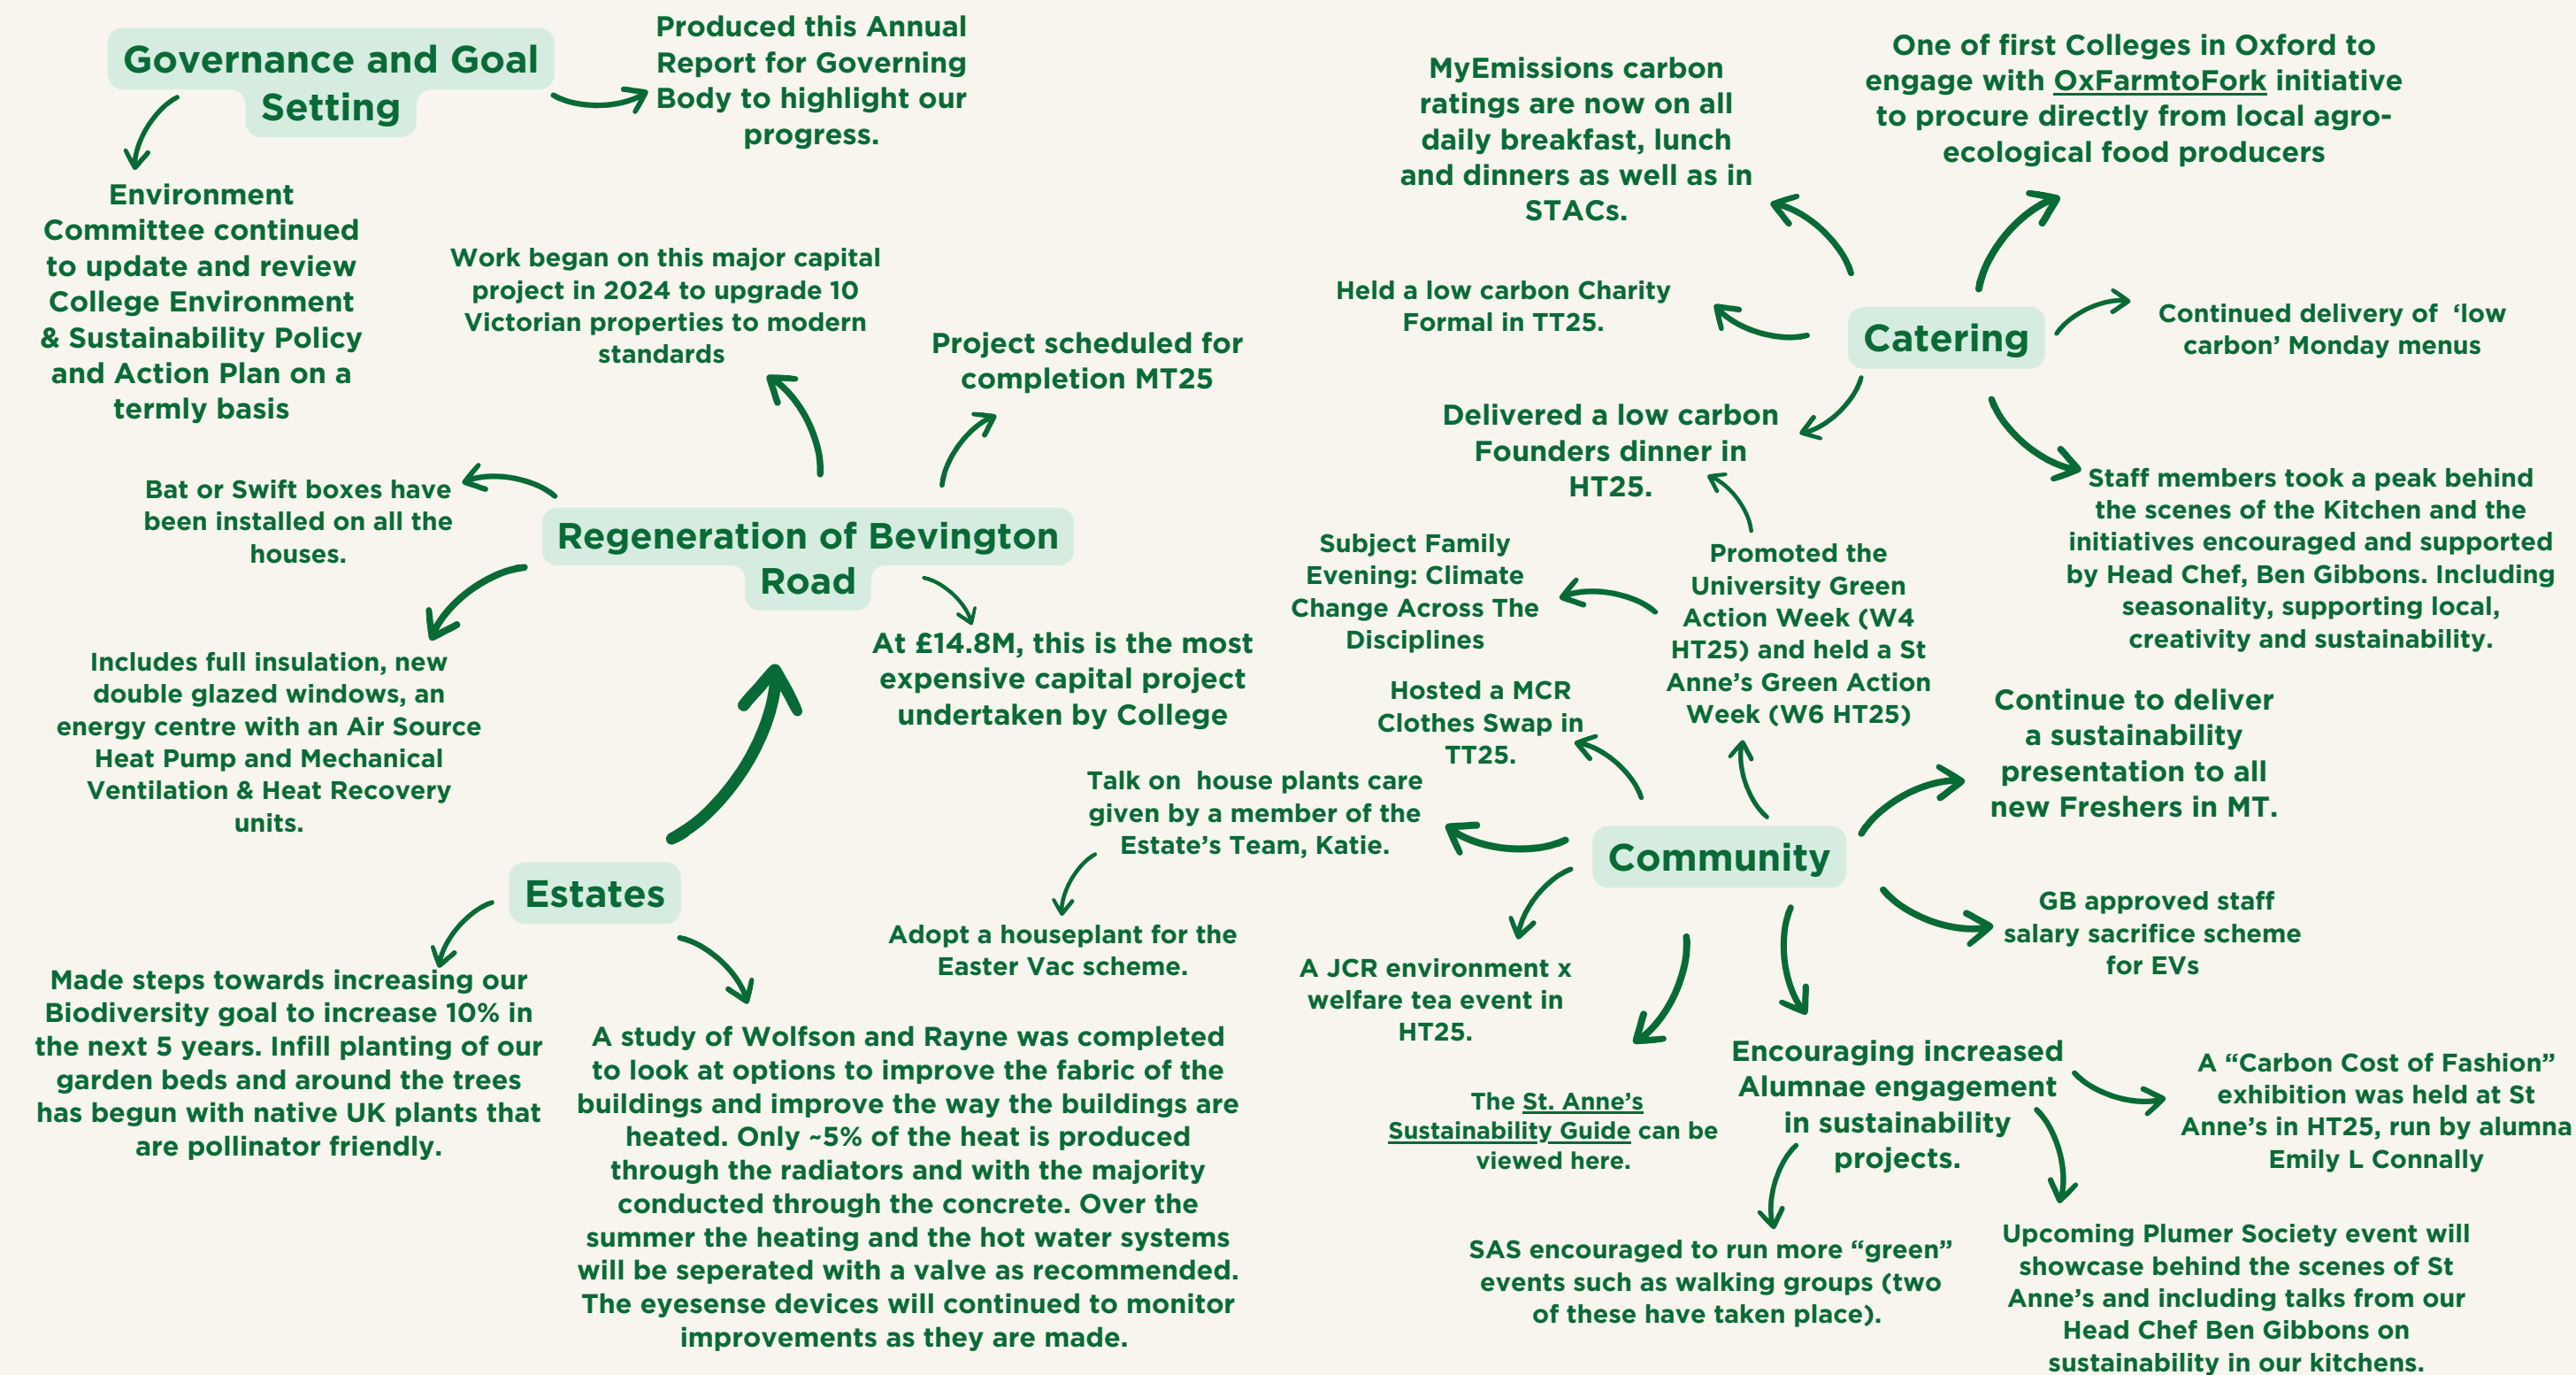 Governance and Goal
Setting
Produced this Annual
Report for Governing
Body to highlight our
progress.
Environment
Committee continued
to update and review
College Environment
& Sustainability Policy
and Action Plan on a
termly basis
Work began on this major capital
project in 2024 to upgrade 10
Victorian properties to modern
standards
Project scheduled for
completion MT25
Bat or Swift boxes have
been installed on all the
houses.
Regeneration of Bevington
Road
Includes full insulation, new
double glazed windows, an
energy centre with an Air Source
Heat Pump and Mechanical
Ventilation & Heat Recovery
units.
At £14.8M, this is the most
expensive capital project
undertaken by College
Estates
Made steps towards increasing our
Biodiversity goal to increase 10% in
the next 5 years. Infill planting of our
garden beds and around the trees
has begun with native UK plants that
are pollinator friendly.
A study of Wolfson and Rayne was completed
to look at options to improve the fabric of the
buildings and improve the way the buildings are
heated. Only ~5% of the heat is produced
through the radiators and with the majority
conducted through the concrete. Over the
summer the heating and the hot water systems
will be seperated with a valve as recommended.
The eyesense devices will continued to monitor
improvements as they are made.
MyEmissions carbon
ratings are now on all
daily breakfast, lunch
and dinners as well as in
STACs.
One of first Colleges in Oxford to
engage with OxFarmtoFork initiative
to procure directly from local agro-
ecological food producers
Held a low carbon Charity
Formal in TT25.
Catering
Continued delivery of ‘low
carbon’ Monday menus
Delivered a low carbon
Founders dinner in
HT25.
Staff members took a peak behind
the scenes of the Kitchen and the
initiatives encouraged and supported
by Head Chef, Ben Gibbons. Including
seasonality, supporting local,
creativity and sustainability.
Subject Family
Evening: Climate
Change Across The
Disciplines
Promoted the
University Green
Action Week (W4
HT25) and held a St
Anne’s Green Action
Week (W6 HT25)
Hosted a MCR
Clothes Swap in
TT25.
Continue to deliver
a sustainability
presentation to all
new Freshers in MT.
Talk on house plants care
given by a member of the
Estate’s Team, Katie.
Community
Adopt a houseplant for the
Easter Vac scheme.
A JCR environment x
welfare tea event in
HT25.
GB approved staff
salary sacrifice scheme
for EVs
The St. Anne’s
Sustainability Guide can be
viewed here.
Encouraging increased
Alumnae engagement
in sustainability
projects.
A “Carbon Cost of Fashion”
exhibition was held at St
Anne’s in HT25, run by alumna
Emily L Connally
SAS encouraged to run more “green”
events such as walking groups (two
of these have taken place).
Upcoming Plumer Society event will
showcase behind the scenes of St
Anne’s and including talks from our
Head Chef Ben Gibbons on
sustainability in our kitchens.